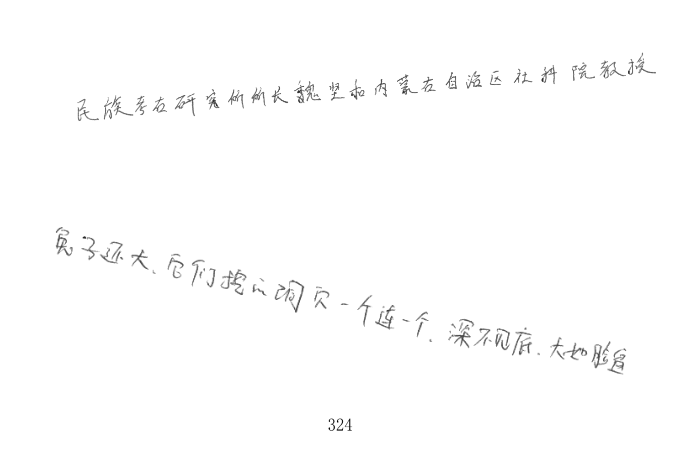 民族考古研究所所长魏坚和内蒙古自治区社科院教授
兔子还大、它们挖的洞穴一个连一个、深不见底、大如脸盆
324